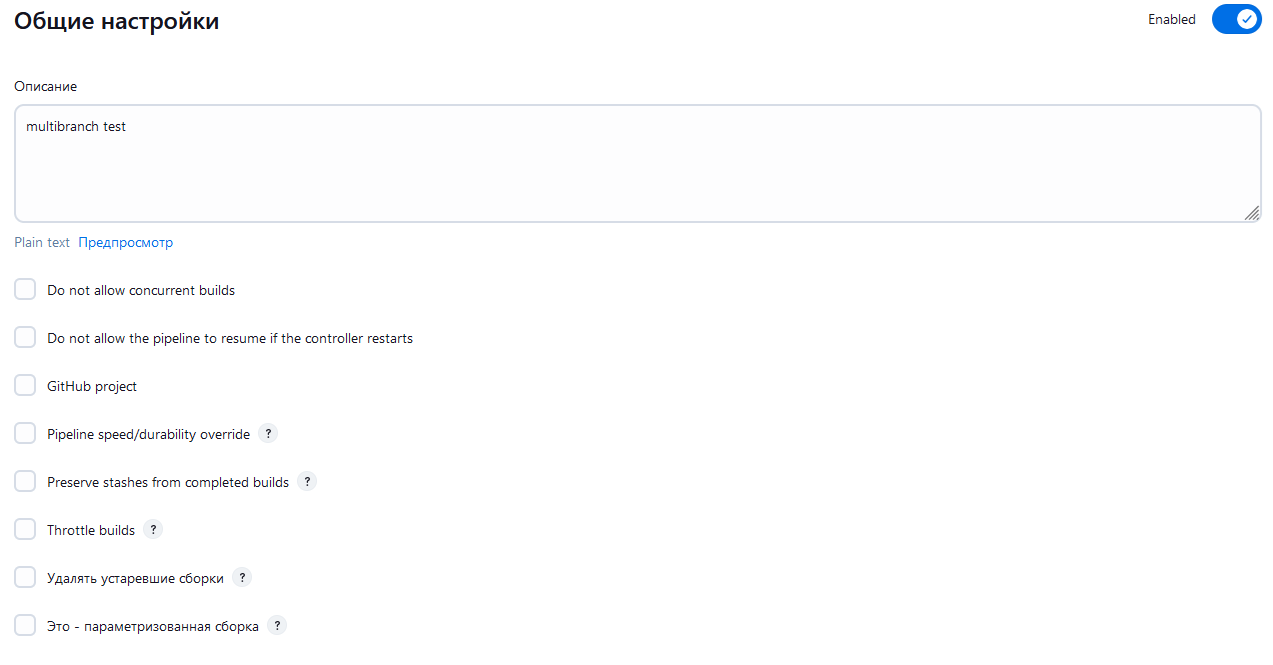 Общие настройки
Enabled
Описание
multibranch test
Plain text Предпросмотр
Do not allow concurrent builds
Do not allow the pipeline to resume if the controller restarts
GitHub project
Pipeline speed/durability override ?
Preserve stashes from completed builds ?
Throttle builds ?
Удалять устаревшие сборки ?
Это - параметризованная сборка ?